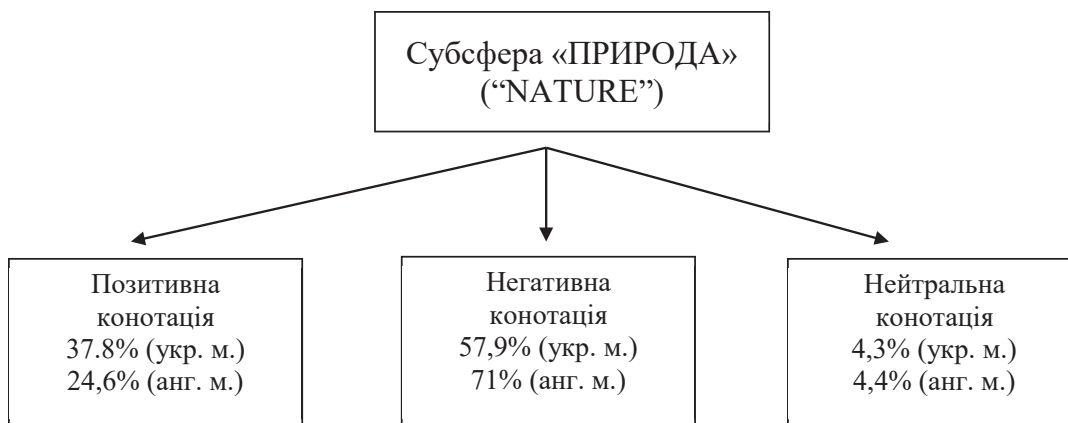 Субсфера «ПРИРОДА»
(“NATURE”)
Позитивна
конотація
37.8% (укр. м.)
24,6% (анг. м.)
Негативна
конотація
57,9% (укр. м.)
71% (анг. м.)
Нейтральна
конотація
4,3% (укр. м.)
4,4% (анг. м.)